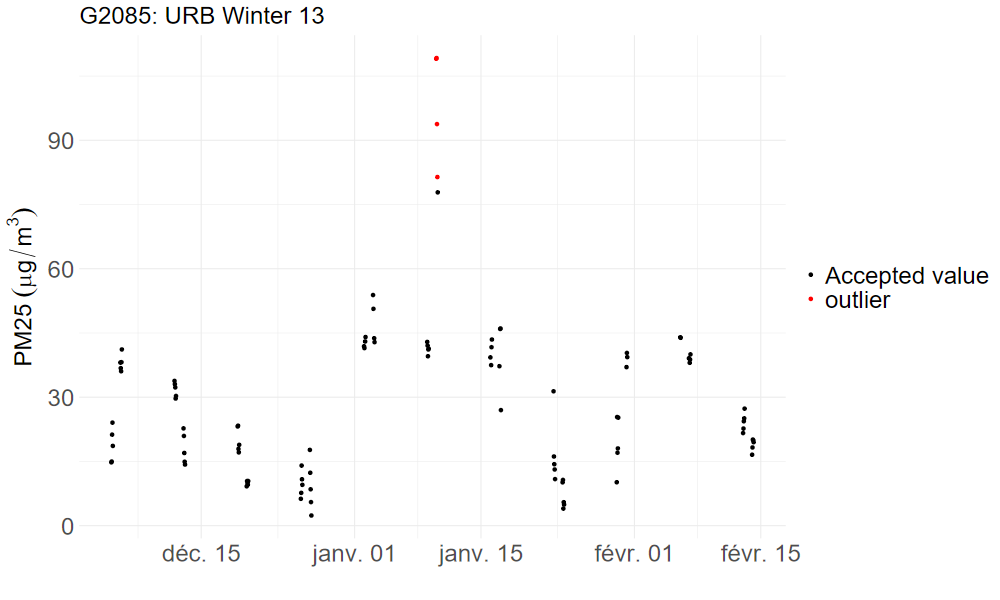 G2085: URB Winter 13
PM25 (μg/m³)
90
60
30
0
déc. 15
janv. 01
janv. 15
févr. 01
févr. 15
Accepted value
outlier